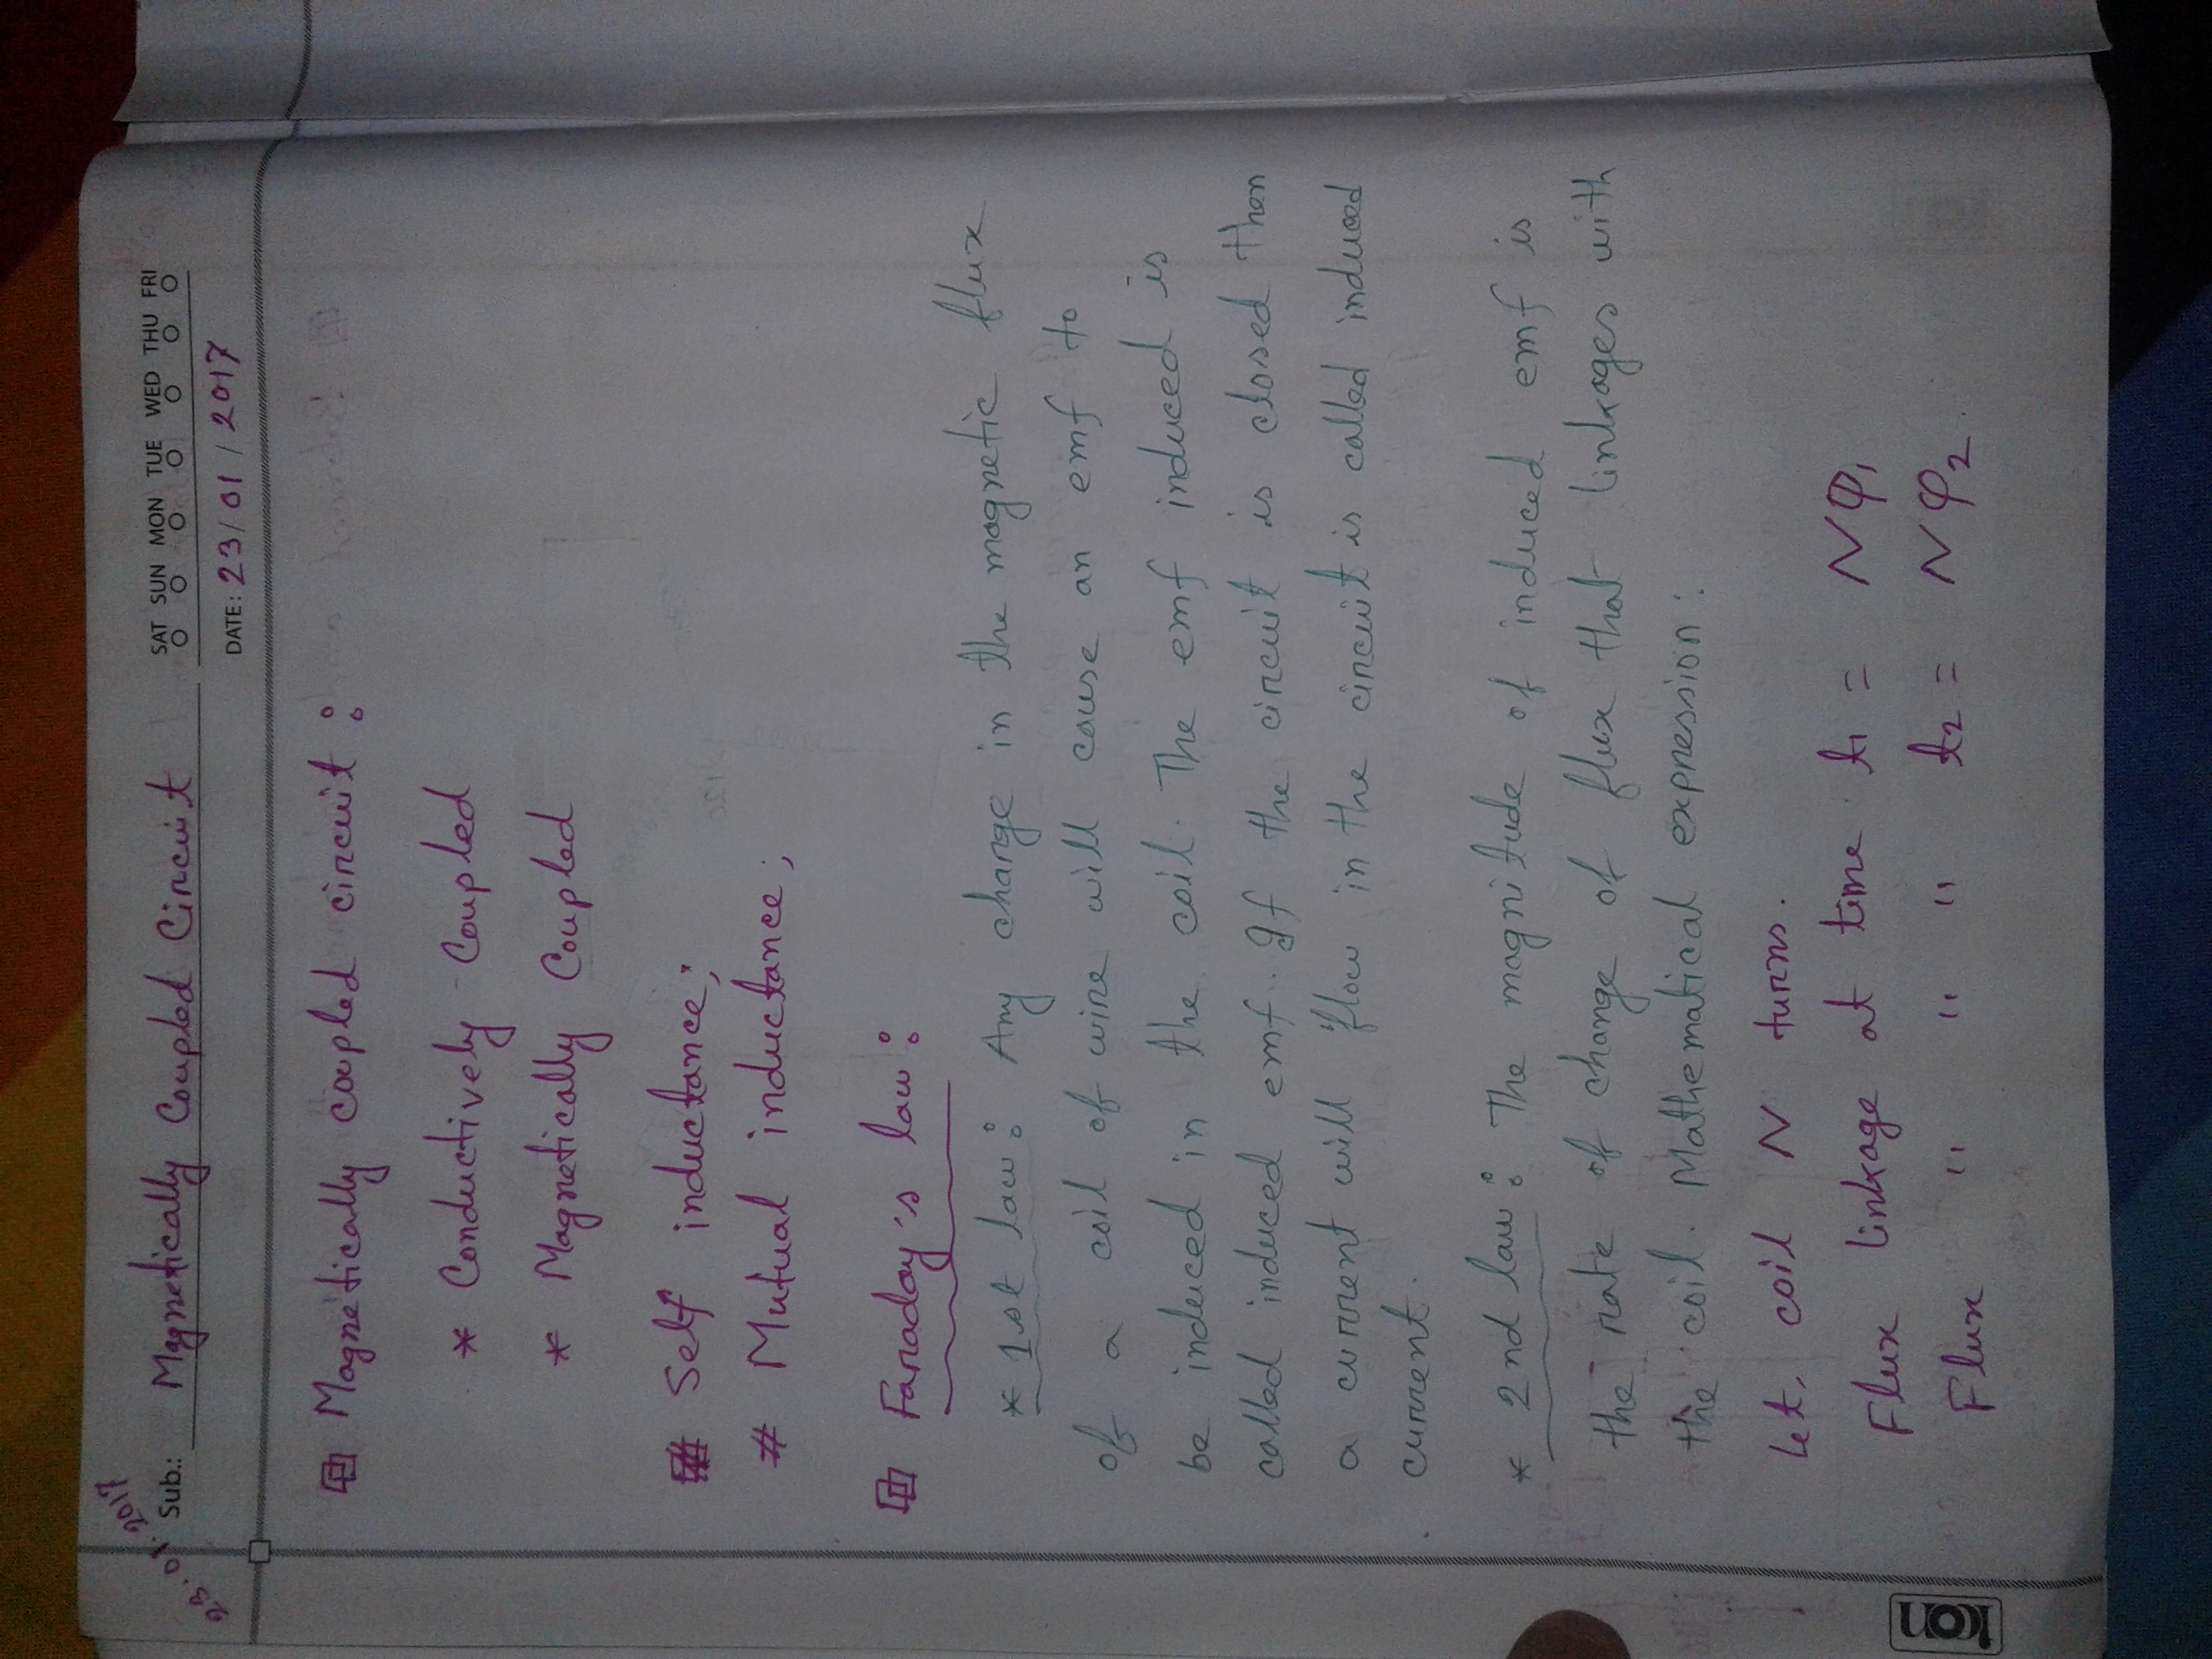 23.01.2017
Sub.: Magnetically Coupled Circuit
SAT SUN MON TUE WED THU FRI
DATE: 23/01/2017
Magnetically coupled circuit:
* Conductively Coupled
* Magnetically Coupled
# Self inductance;
# Mutual inductance;
Faraday's law:
* 1st law: Any change in the magnetic flux
of a coil of wire will cause an emf to
be induced in the coil. The emf induced is
called induced emf. If the circuit is closed then
a current will flow in the circuit is called induced
current.
* 2nd law: The magnitude of induced emf is
the rate of change of flux that linkages with
the coil. Mathematical expression:
Let, coil N turns.
Flux linkage at time t₁ = Nφ₁
Flux " " " t₂ = Nφ₂.
ion